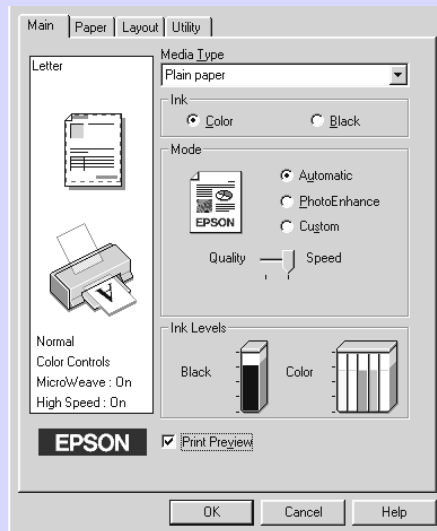 Main Paper Layout Utility
Letter
Media Type
Plain paper
Ink
Color Black
Mode
EPSON
Automatic
PhotoEnhance
Custom
Quality Speed
A
Normal
Color Controls
MicroWeave : On
High Speed : On
Ink Levels
Black Color
EPSON
Print Preview
OK Cancel Help